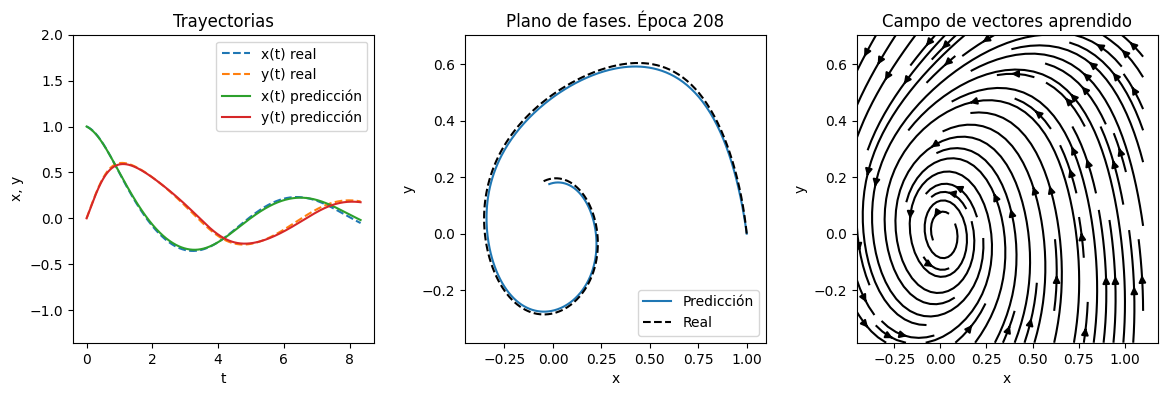 Trayectorias
x, y
2.0
1.5
1.0
0.5
0.0
−0.5
−1.0
0
2
4
6
8
t
x(t) real
y(t) real
x(t) predicción
y(t) predicción
Plano de fases. Época 208
y
0.6
0.4
0.2
0.0
−0.2
−0.25
0.00
0.25
0.50
0.75
1.00
x
Predicción
Real
Campo de vectores aprendido
y
0.6
0.4
0.2
0.0
−0.2
−0.25
0.00
0.25
0.50
0.75
1.00
x